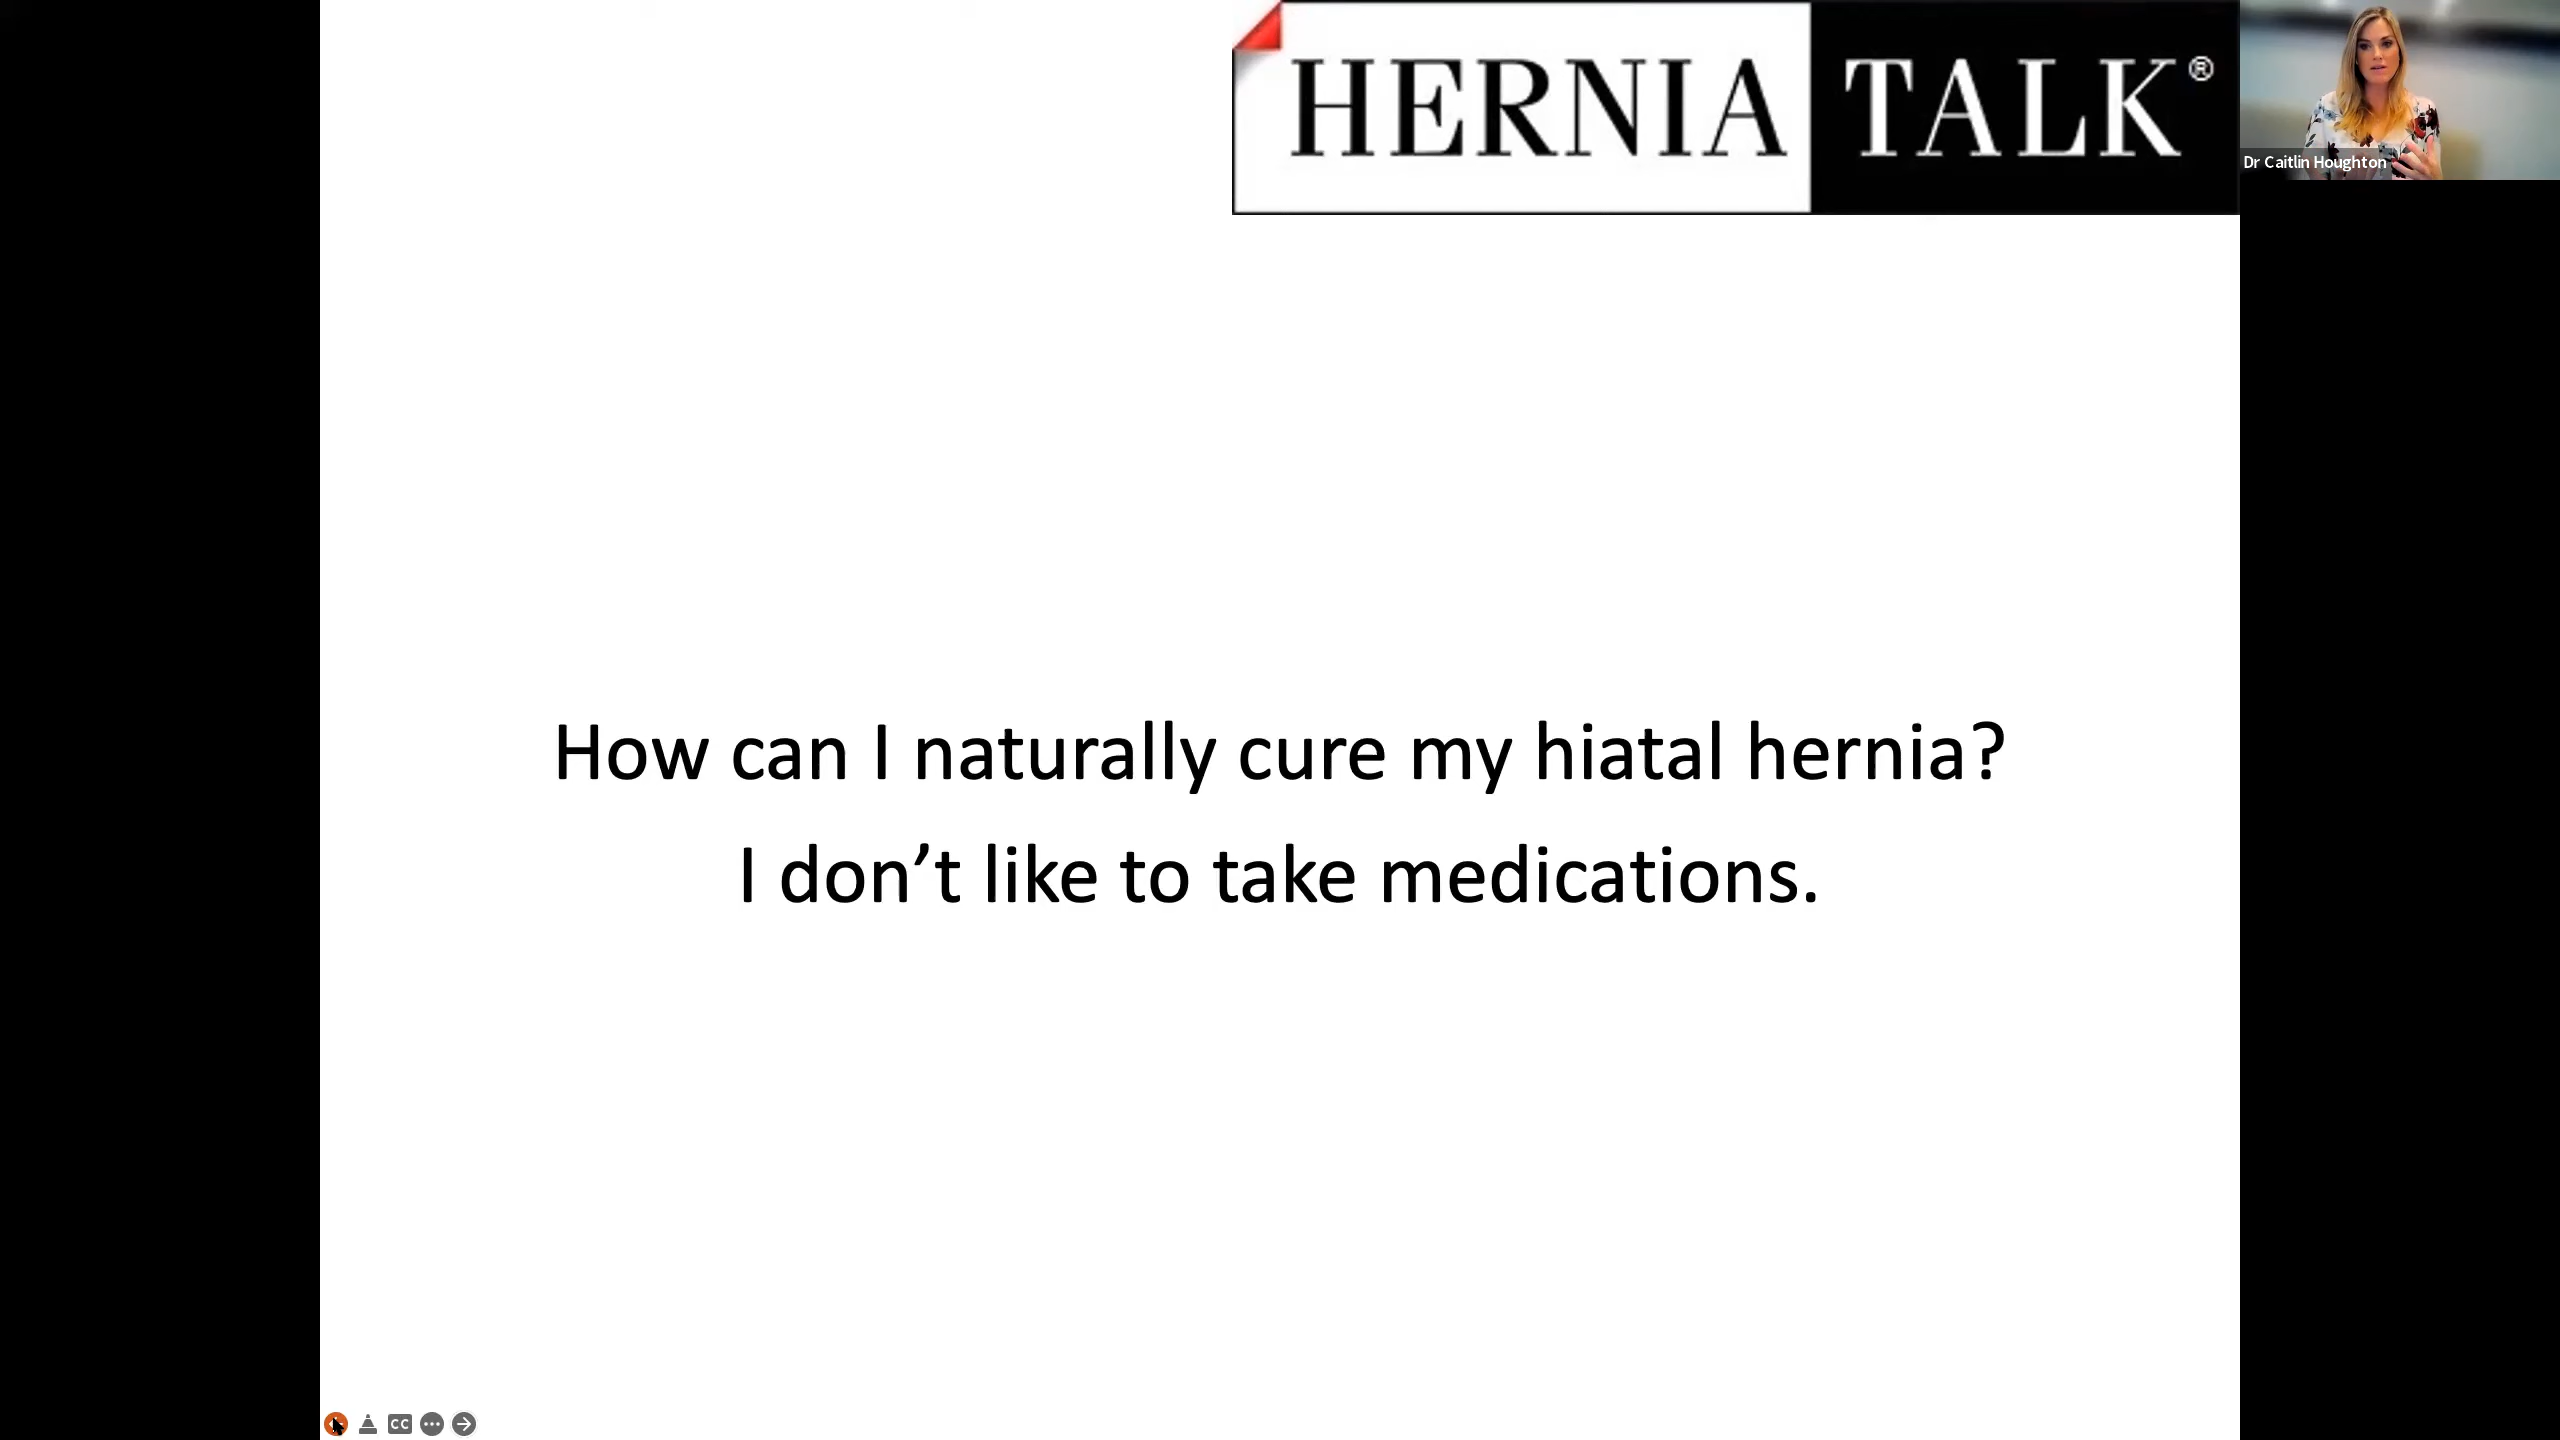 HERNIA TALK®
Dr Caitlin Houghton
How can I naturally cure my hiatal hernia?
I don’t like to take medications.
CC